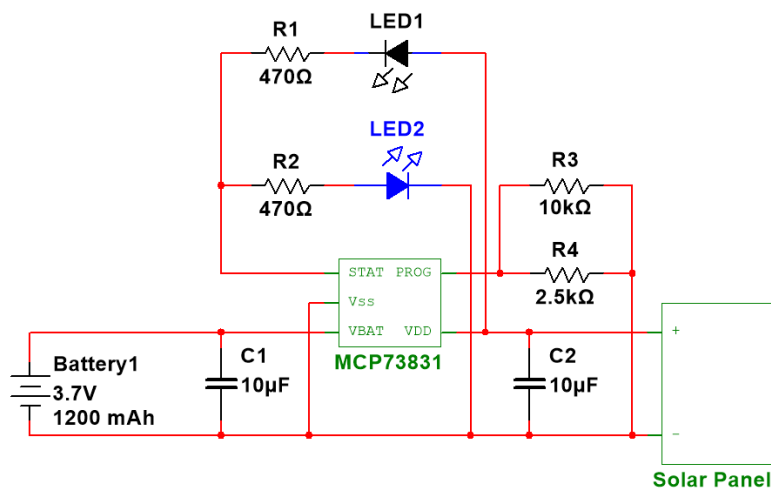 LED1
R1
470Ω
LED2
R2
470Ω
R3
10kΩ
R4
2.5kΩ
STAT PROG
Vss
VBAT VDD
MCP73831
+
-
Battery1
3.7V
1200 mAh
C1
10µF
C2
10µF
Solar Panel